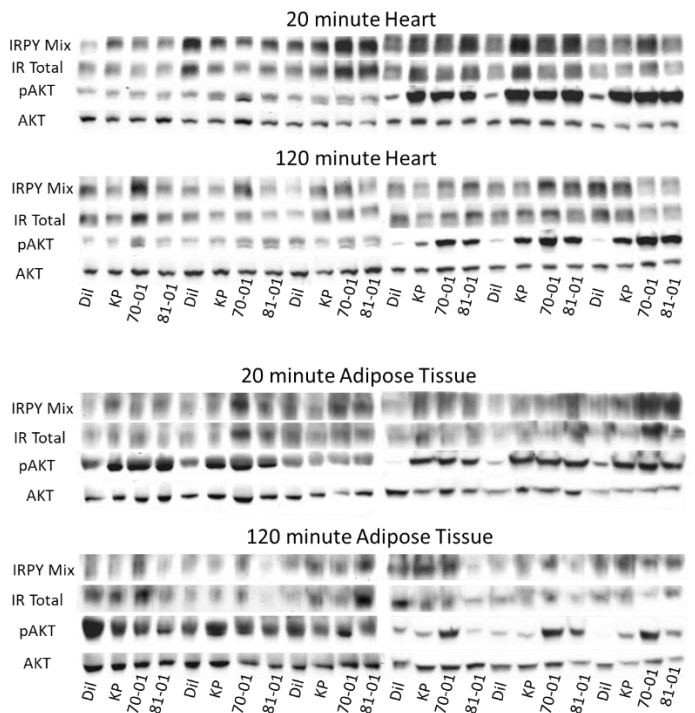 20 minute Heart
IRPY Mix
IR Total
pAKT
AKT
120 minute Heart
IRPY Mix
IR Total
pAKT
AKT
Dil KP 70-01 81-01 Dil KP 70-01 81-01 Dil KP 70-01 81-01 Dil KP 70-01 81-01 Dil KP 70-01 81-01 Dil KP 70-01 81-01
20 minute Adipose Tissue
IRPY Mix
IR Total
pAKT
AKT
120 minute Adipose Tissue
IRPY Mix
IR Total
pAKT
AKT
Dil KP 70-01 81-01 Dil KP 70-01 81-01 Dil KP 70-01 81-01 Dil KP 70-01 81-01 Dil KP 70-01 81-01 Dil KP 70-01 81-01